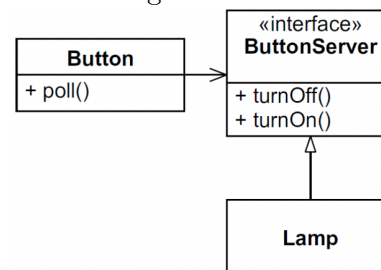 «interface»
ButtonServer
Button
+ poll()
+ turnOff()
+ turnOn()
Lamp